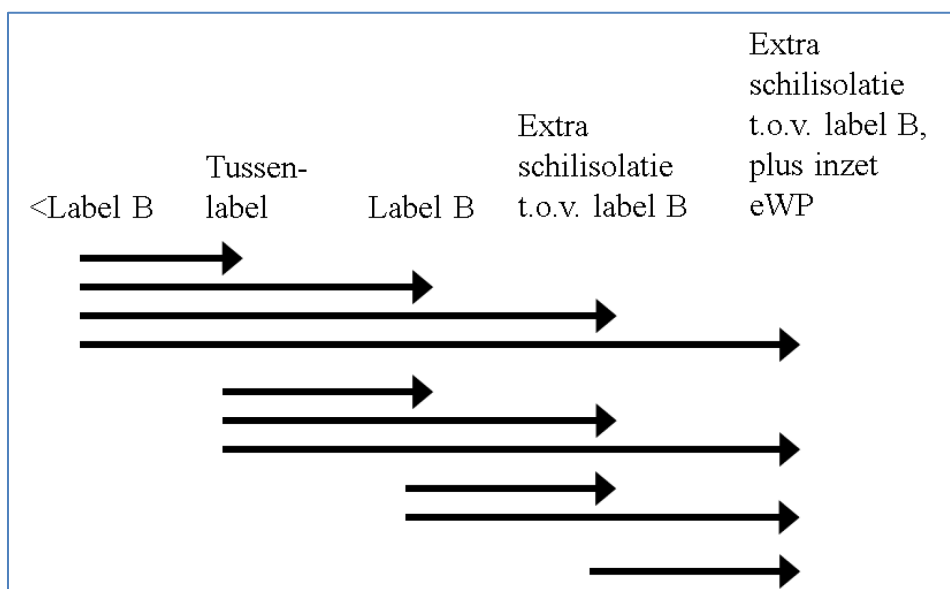 <Label B
Tussen-
label
Label B
Extra
schilisolatie
t.o.v. label B
Extra
schilisolatie
t.o.v. label B,
plus inzet
eWP